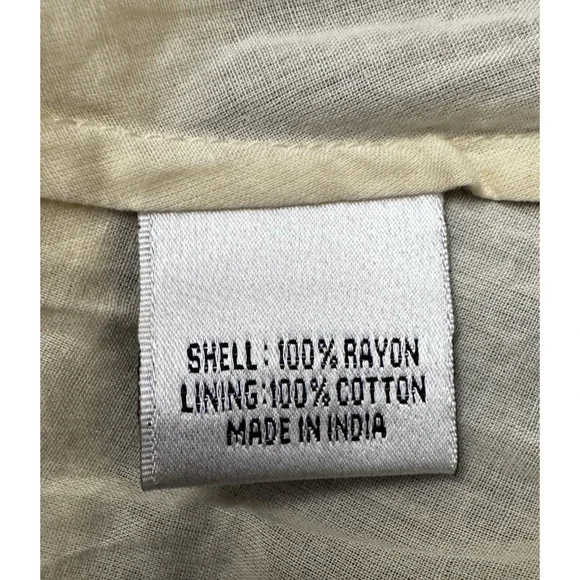 SHELL: 100% RAYON
LINING:100% COTTON
MADE IN INDIA